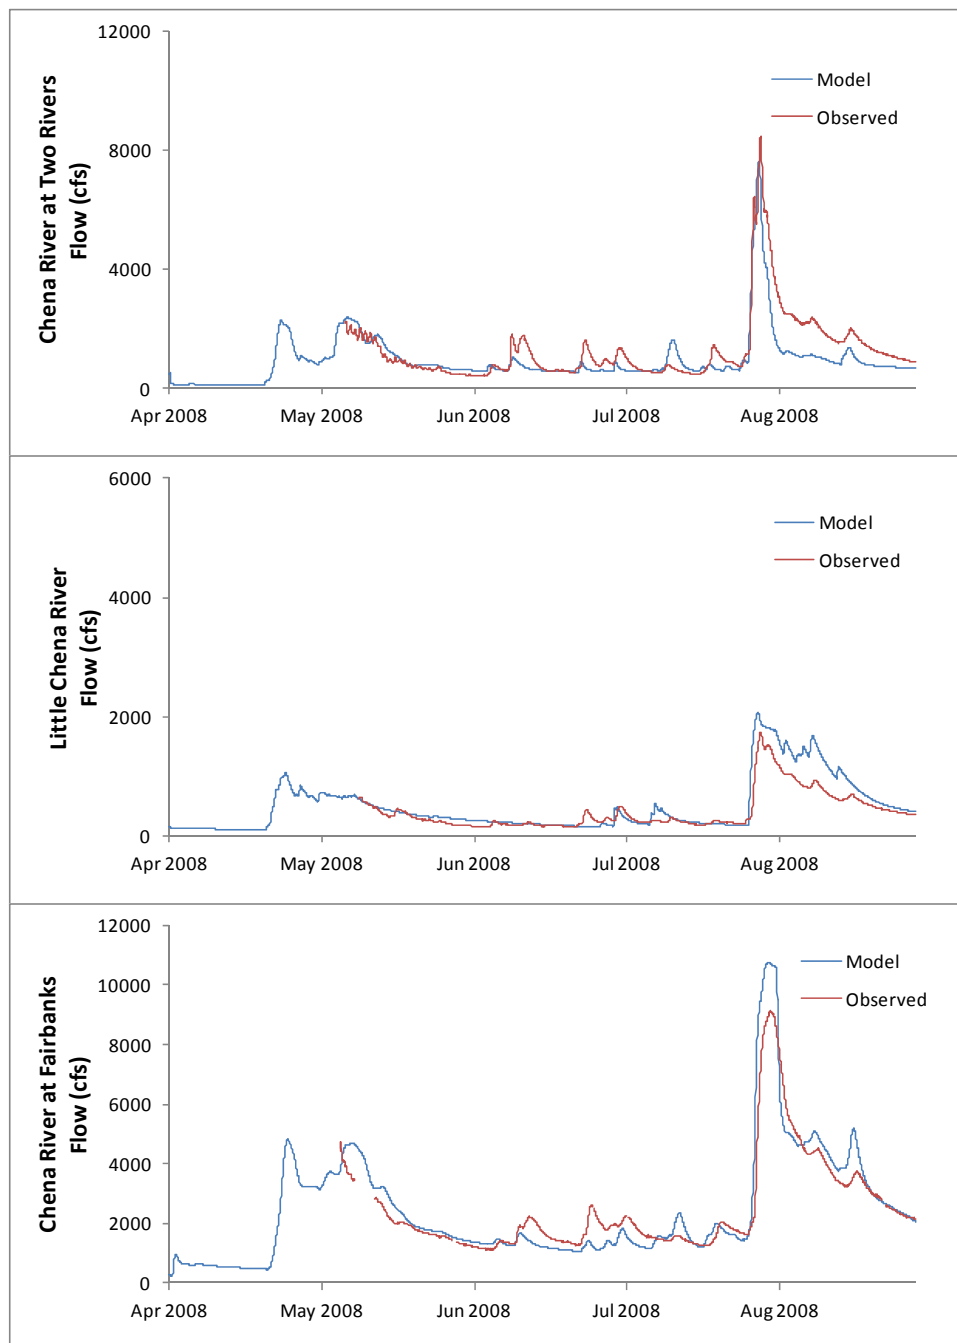 Chena River at Two Rivers
Flow (cfs)
12000
8000
4000
0
Model
Observed
Apr 2008 May 2008 Jun 2008 Jul 2008 Aug 2008
Little Chena River
Flow (cfs)
6000
4000
2000
0
Model
Observed
Apr 2008 May 2008 Jun 2008 Jul 2008 Aug 2008
Chena River at Fairbanks
Flow (cfs)
12000
10000
8000
6000
4000
2000
0
Model
Observed
Apr 2008 May 2008 Jun 2008 Jul 2008 Aug 2008